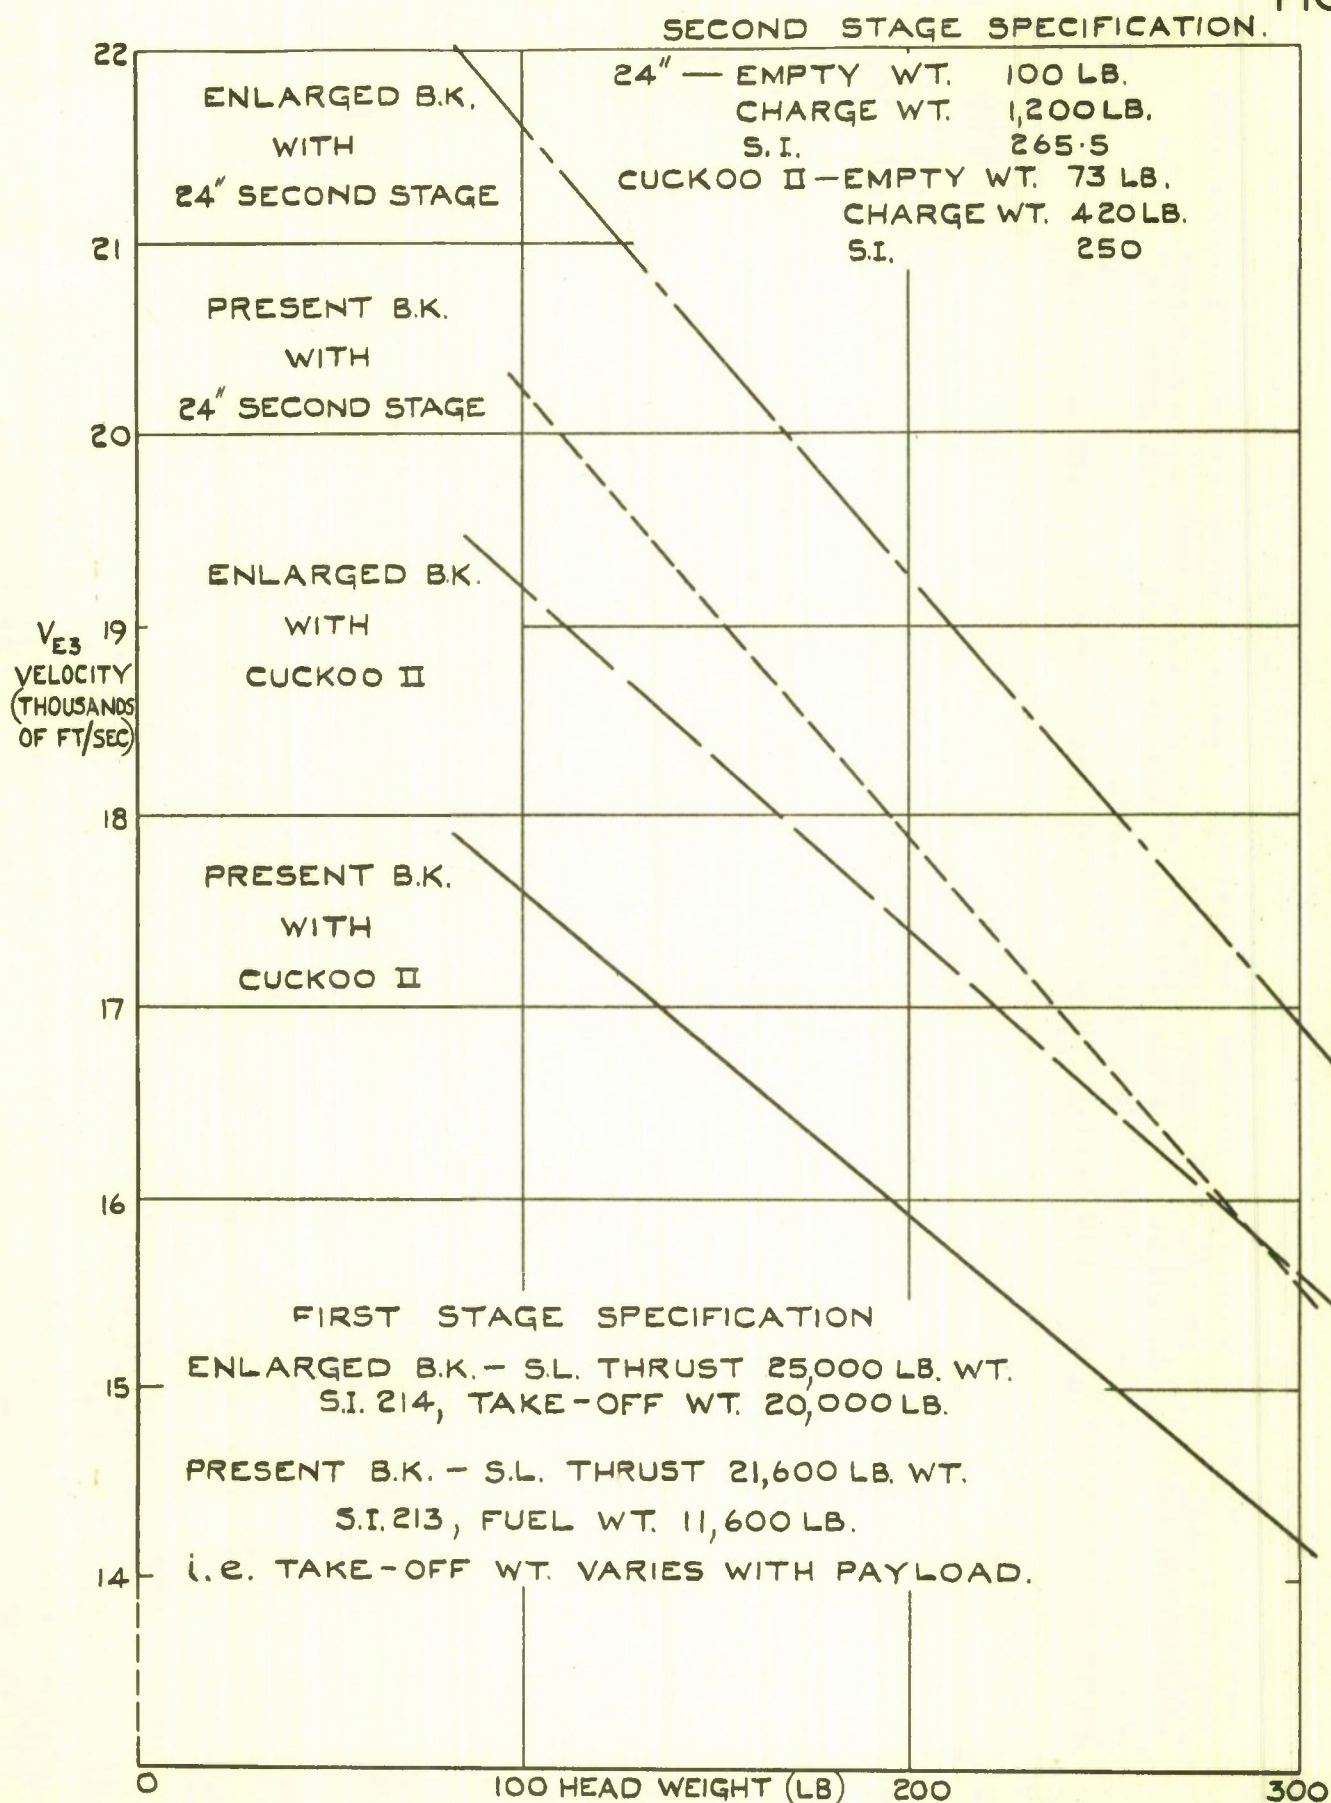 SECOND STAGE SPECIFICATION.
24" — EMPTY WT. 100 LB.
CHARGE WT. 1,200 LB.
S.I. 265·5
CUCKOO II — EMPTY WT. 73 LB.
CHARGE WT. 420 LB.
S.I. 250
ENLARGED B.K.
WITH
24" SECOND STAGE
PRESENT B.K.
WITH
24" SECOND STAGE
ENLARGED B.K.
WITH
CUCKOO II
PRESENT B.K.
WITH
CUCKOO II
22
21
20
19
18
17
16
15
14
VE3
VELOCITY
(THOUSANDS
OF FT/SEC)
FIRST STAGE SPECIFICATION
ENLARGED B.K. – S.L. THRUST 25,000 LB. WT.
S.I. 214, TAKE-OFF WT. 20,000 LB.
PRESENT B.K. – S.L. THRUST 21,600 LB. WT.
S.I. 213, FUEL WT. 11,600 LB.
i.e. TAKE-OFF WT. VARIES WITH PAYLOAD.
0 100 HEAD WEIGHT (LB) 200 300